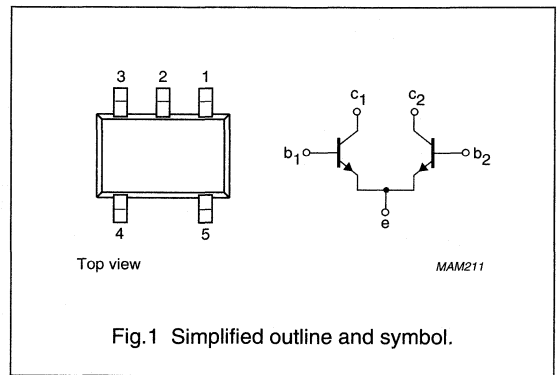 3 2 1
c1 c2
b1 b2
e
4 5
Top view
MAM211
Fig.1 Simplified outline and symbol.